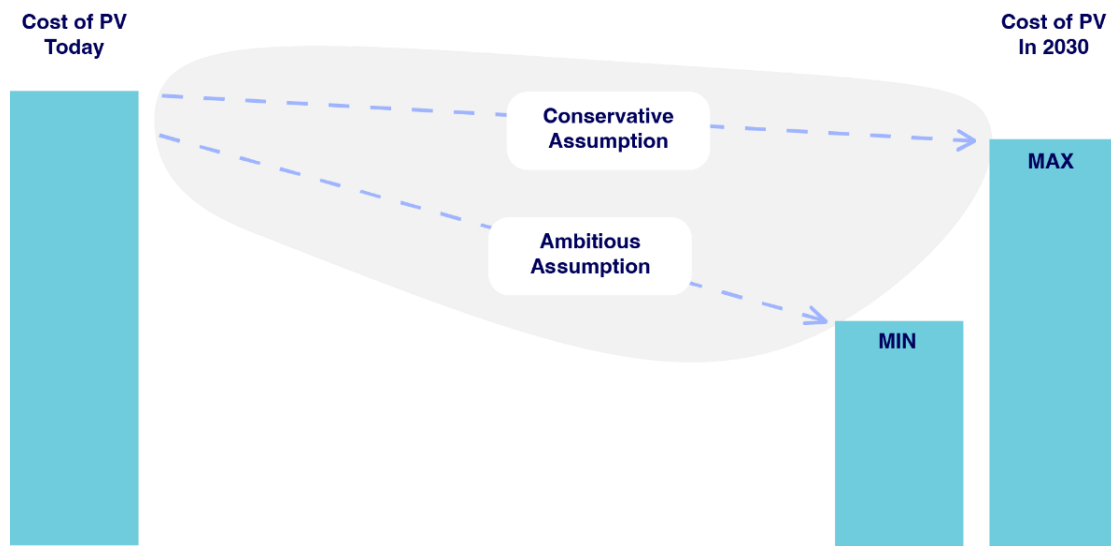 Cost of PV
Today
Cost of PV
In 2030
Conservative
Assumption
MAX
Ambitious
Assumption
MIN